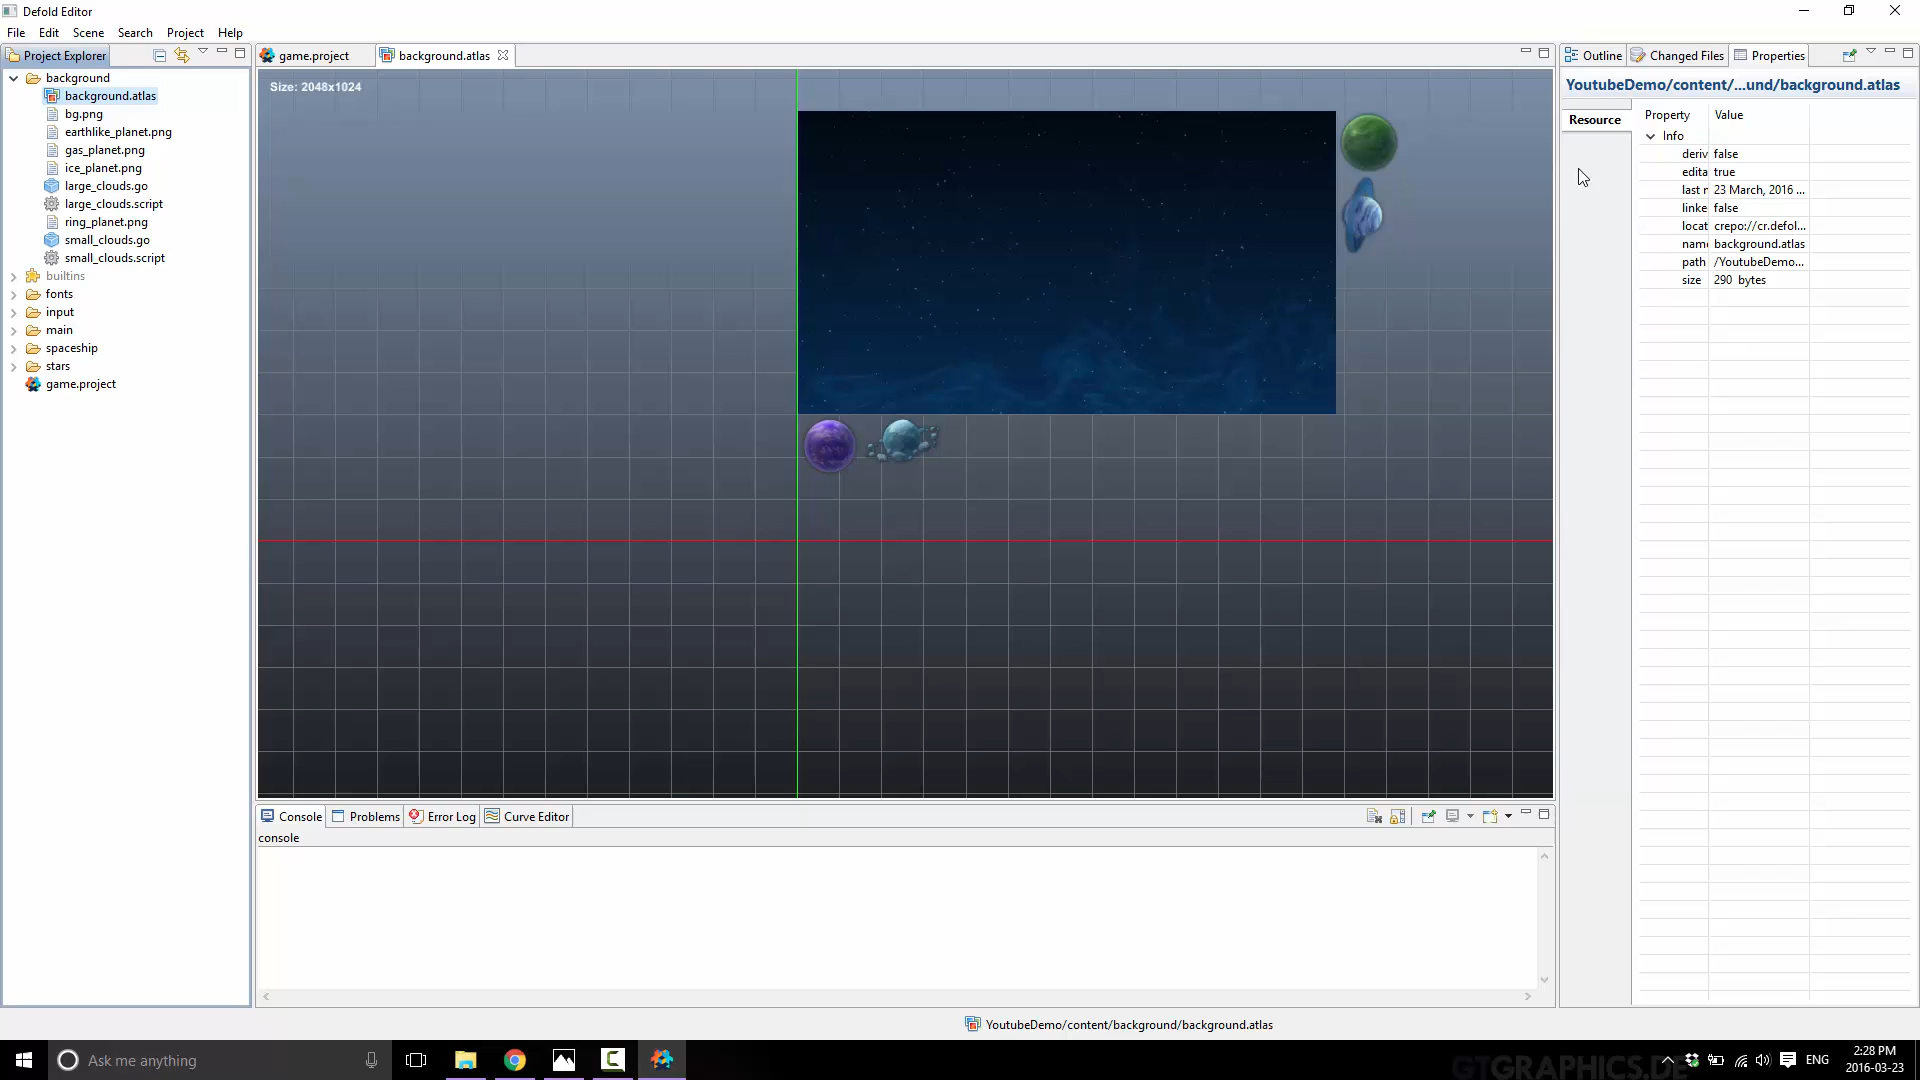 Defold Editor
File Edit Scene Search Project Help
Project Explorer
background
background.atlas
bg.png
earthlike_planet.png
gas_planet.png
ice_planet.png
large_clouds.go
large_clouds.script
ring_planet.png
small_clouds.go
small_clouds.script
builtins
fonts
input
main
spaceship
stars
game.project
game.project background.atlas
Size: 2048x1024
Outline Changed Files Properties
YoutubeDemo/content/...und/background.atlas
Resource
Property Value
Info
deriv false
edita true
last r 23 March, 2016 ...
linke false
locat crepo://cr.defol...
name background.atlas
path /YoutubeDemo...
size 290 bytes
Console Problems Error Log Curve Editor
console
YoutubeDemo/content/background/background.atlas
Ask me anything
GTGRAPHICS.DE
ENG
2:28 PM
2016-03-23